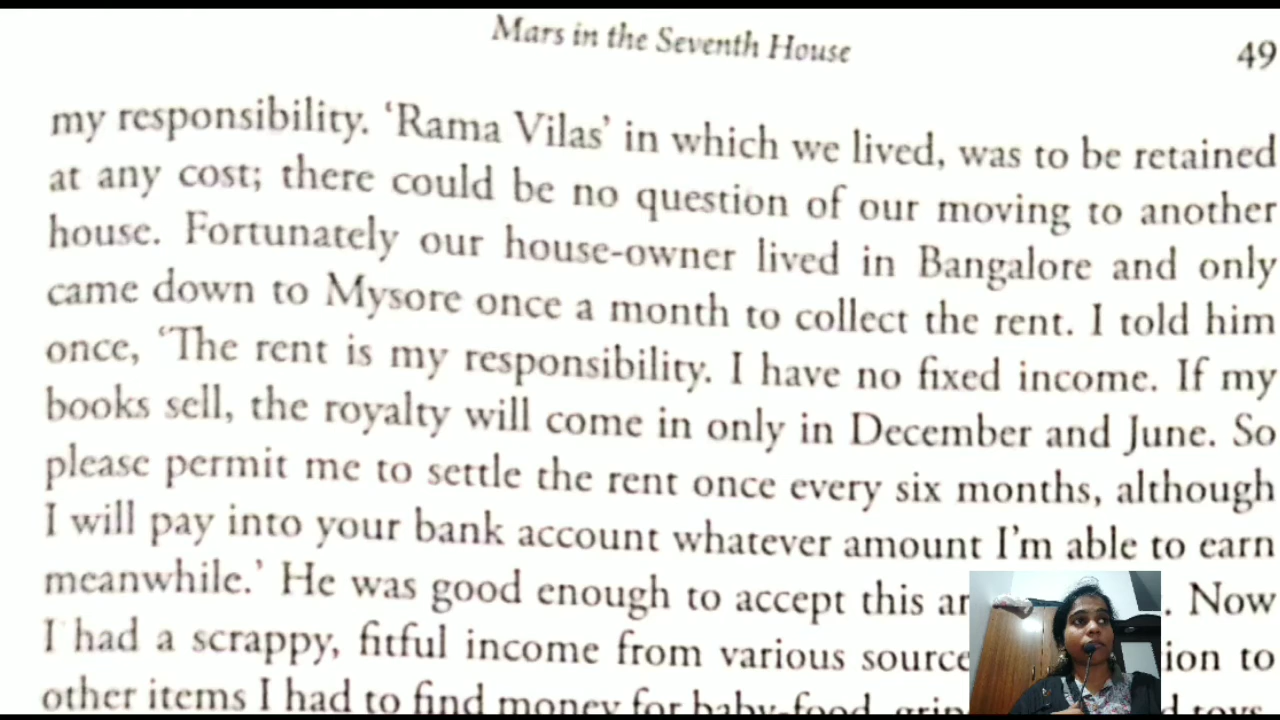 Mars in the Seventh House
49
my responsibility. ‘Rama Vilas’ in which we lived, was to be retained
at any cost; there could be no question of our moving to another
house. Fortunately our house-owner lived in Bangalore and only
came down to Mysore once a month to collect the rent. I told him
once, ‘The rent is my responsibility. I have no fixed income. If my
books sell, the royalty will come in only in December and June. So
please permit me to settle the rent once every six months, although
I will pay into your bank account whatever amount I’m able to earn
meanwhile.’ He was good enough to accept this . Now
I had a scrappy, fitful income from various to
other items I had to find money for baby-food, toys,